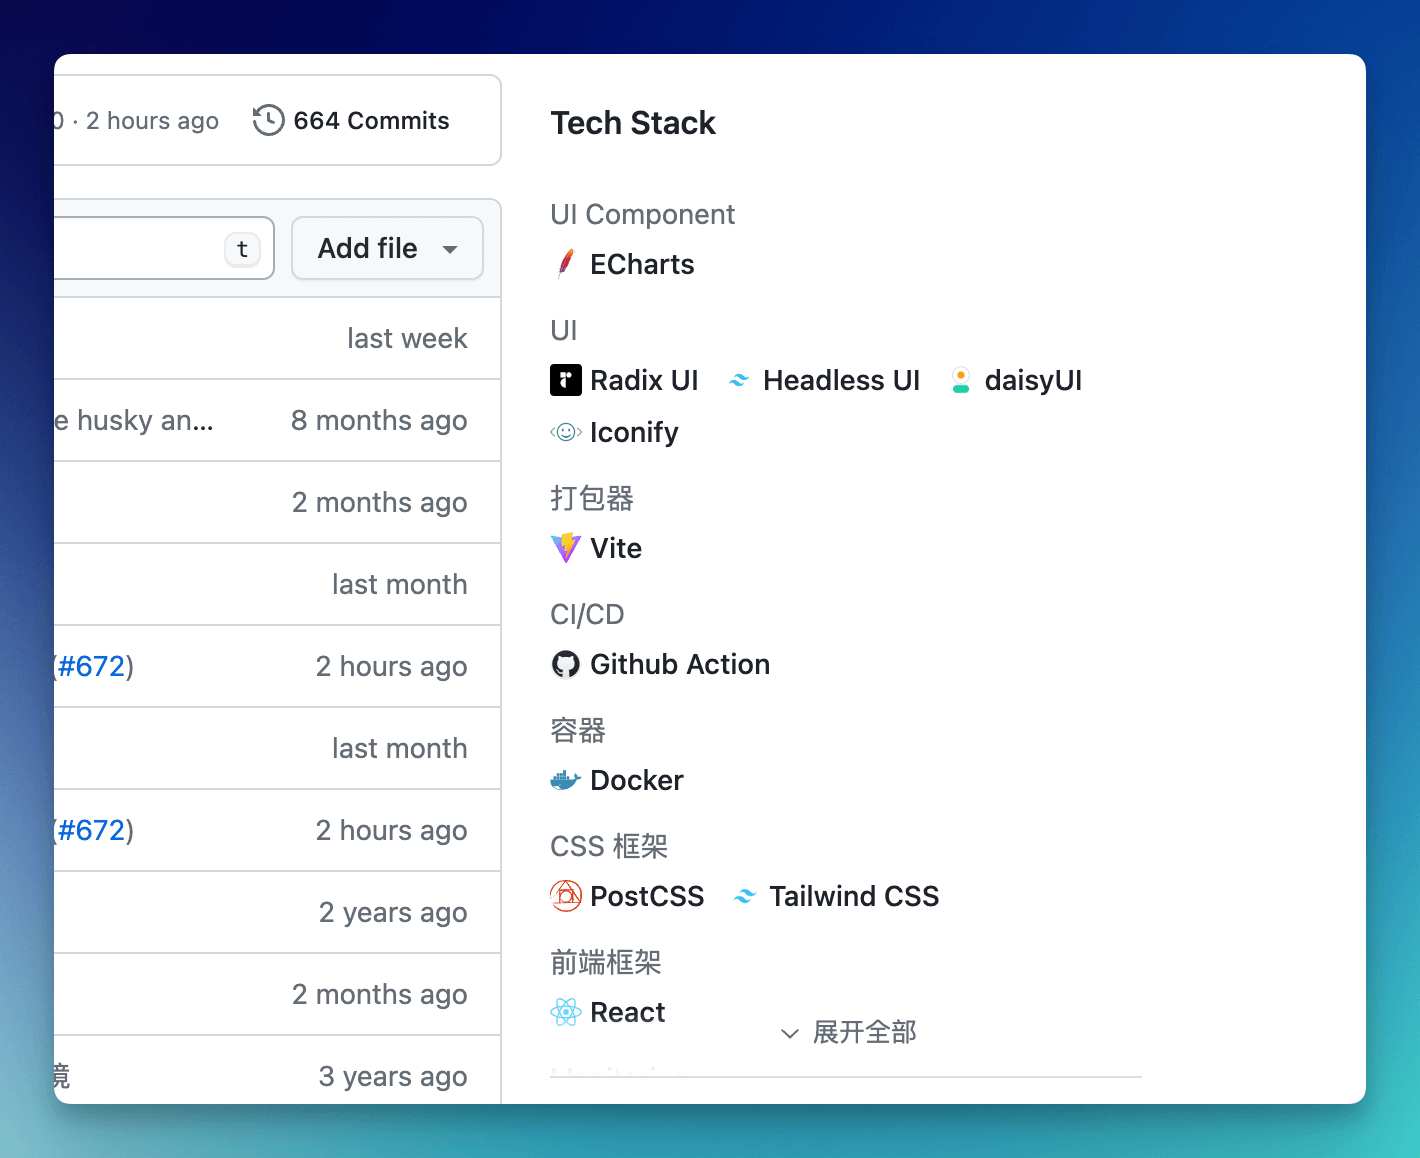 0 · 2 hours ago 664 Commits
t Add file
last week
e husky an... 8 months ago
2 months ago
last month
(#672) 2 hours ago
last month
(#672) 2 hours ago
2 years ago
2 months ago
境 3 years ago
Tech Stack
UI Component
ECharts
UI
Radix UI Headless UI daisyUI
Iconify
打包器
Vite
CI/CD
Github Action
容器
Docker
CSS 框架
PostCSS Tailwind CSS
前端框架
React
展开全部
Monitoring